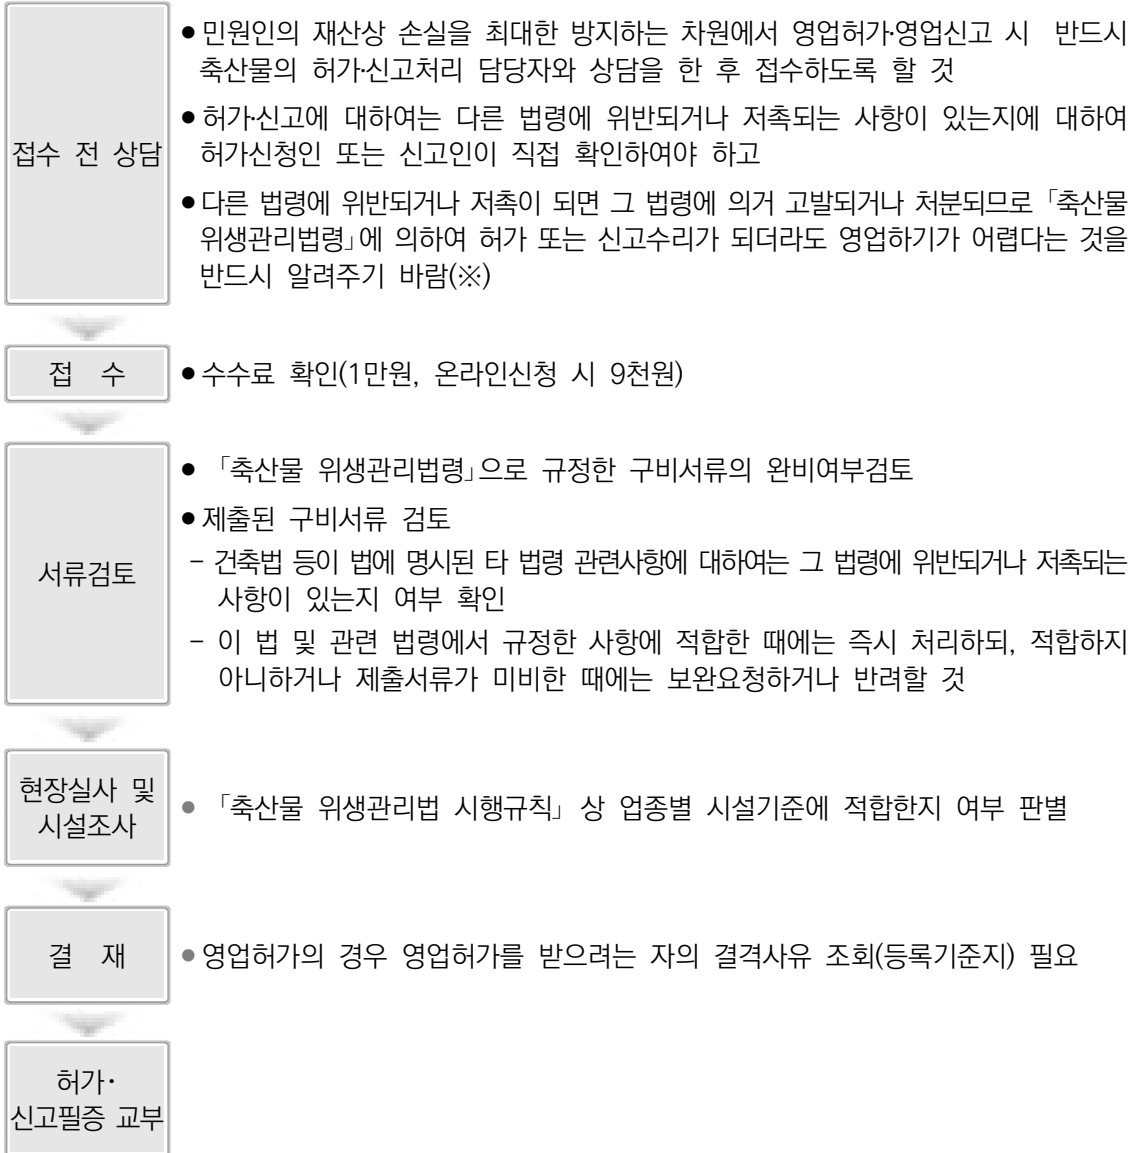 접수 전 상담
● 민원인의 재산상 손실을 최대한 방지하는 차원에서 영업허가·영업신고 시 반드시
축산물의 허가·신고처리 담당자와 상담을 한 후 접수하도록 할 것
● 허가·신고에 대하여는 다른 법령에 위반되거나 저촉되는 사항이 있는지에 대하여
허가신청인 또는 신고인이 직접 확인하여야 하고
● 다른 법령에 위반되거나 저촉이 되면 그 법령에 의거 고발되거나 처분되므로 「축산물
위생관리법령」에 의하여 허가 또는 신고수리가 되더라도 영업하기가 어렵다는 것을
반드시 알려주기 바람(※)
접 수
● 수수료 확인(1만원, 온라인신청 시 9천원)
서류검토
● 「축산물 위생관리법령」으로 규정한 구비서류의 완비여부검토
● 제출된 구비서류 검토
- 건축법 등이 법에 명시된 타 법령 관련사항에 대하여는 그 법령에 위반되거나 저촉되는
사항이 있는지 여부 확인
- 이 법 및 관련 법령에서 규정한 사항에 적합한 때에는 즉시 처리하되, 적합하지
아니하거나 제출서류가 미비한 때에는 보완요청하거나 반려할 것
현장실사 및
시설조사
● 「축산물 위생관리법 시행규칙」 상 업종별 시설기준에 적합한지 여부 판별
결 재
● 영업허가의 경우 영업허가를 받으려는 자의 결격사유 조회(등록기준지) 필요
허가·
신고필증 교부